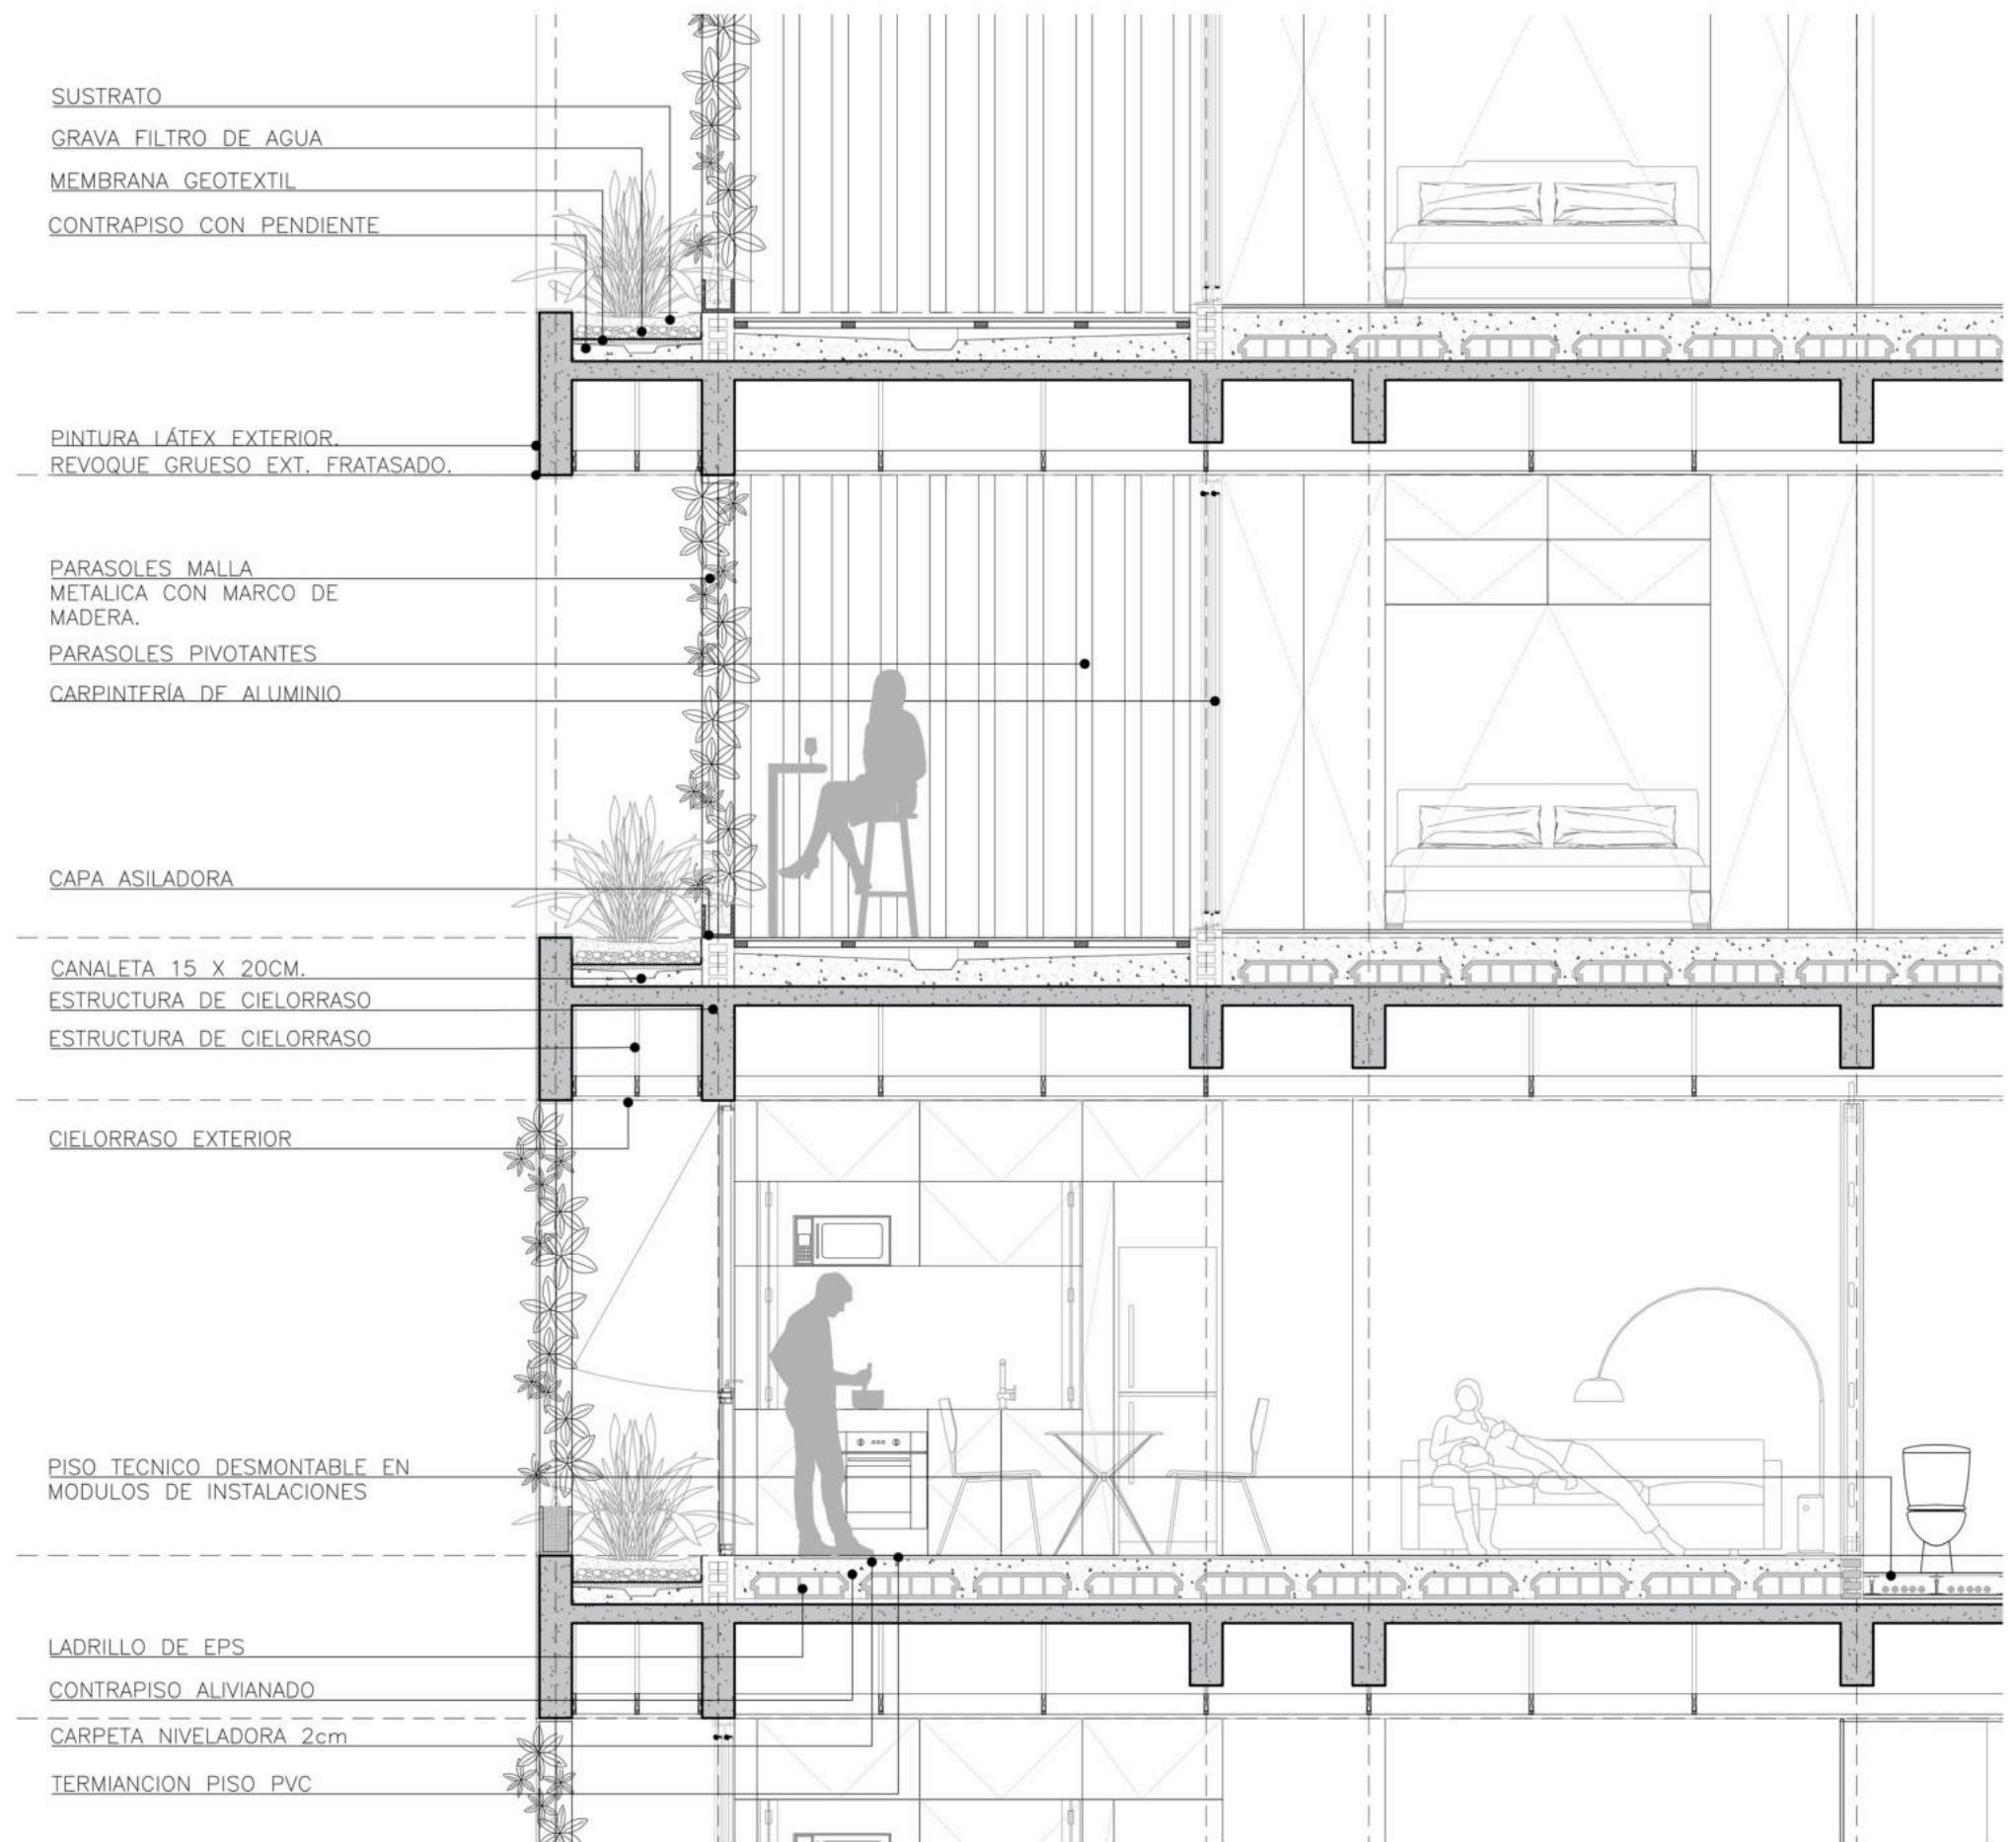 SUSTRATO
GRAVA FILTRO DE AGUA
MEMBRANA GEOTEXTIL
CONTRAPISO CON PENDIENTE
PINTURA LÁTEX EXTERIOR.
REVOQUE GRUESO EXT. FRATASADO.
PARASOLES MALLA
METALICA CON MARCO DE
MADERA.
PARASOLES PIVOTANTES
CARPINTERÍA DE ALUMINIO
CAPA ASILADORA
CANALETA 15 X 20CM.
ESTRUCTURA DE CIELORRASO
ESTRUCTURA DE CIELORRASO
CIELORRASO EXTERIOR
PISO TECNICO DESMONTABLE EN
MODULOS DE INSTALACIONES
LADRILLO DE EPS
CONTRAPISO ALIVIANADO
CARPETA NIVELADORA 2cm
TERMIANCION PISO PVC